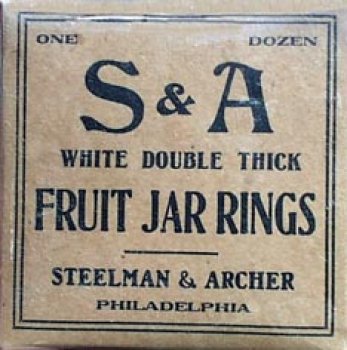 ONE DOZEN
S & A
WHITE DOUBLE THICK
FRUIT JAR RINGS
STEELMAN & ARCHER
PHILADELPHIA